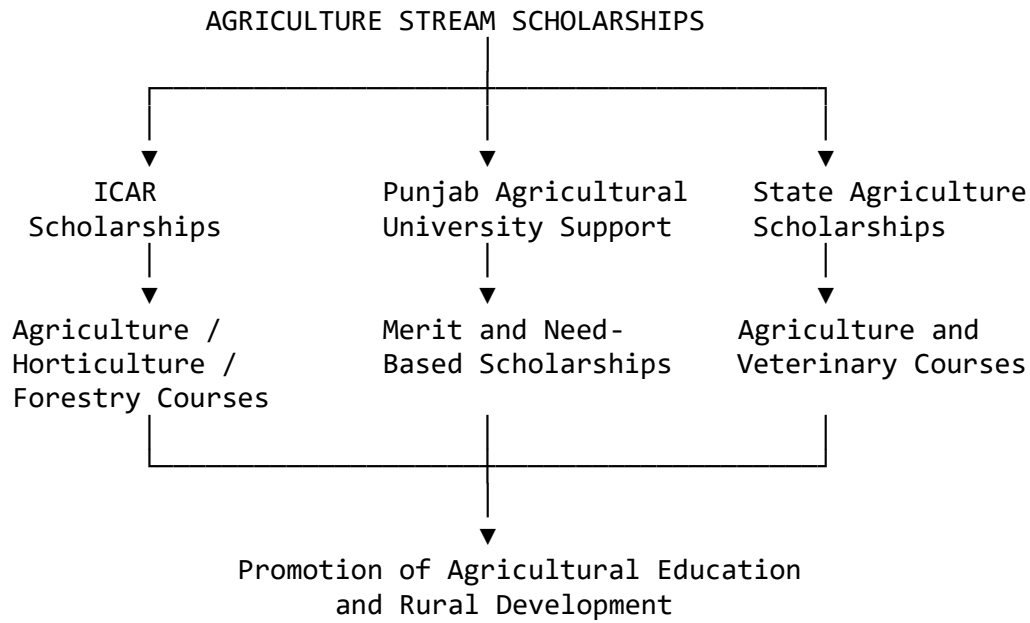 AGRICULTURE STREAM SCHOLARSHIPS
ICAR
Scholarships
Punjab Agricultural
University Support
State Agriculture
Scholarships
Agriculture /
Horticulture /
Forestry Courses
Merit and Need-
Based Scholarships
Agriculture and
Veterinary Courses
Promotion of Agricultural Education
and Rural Development